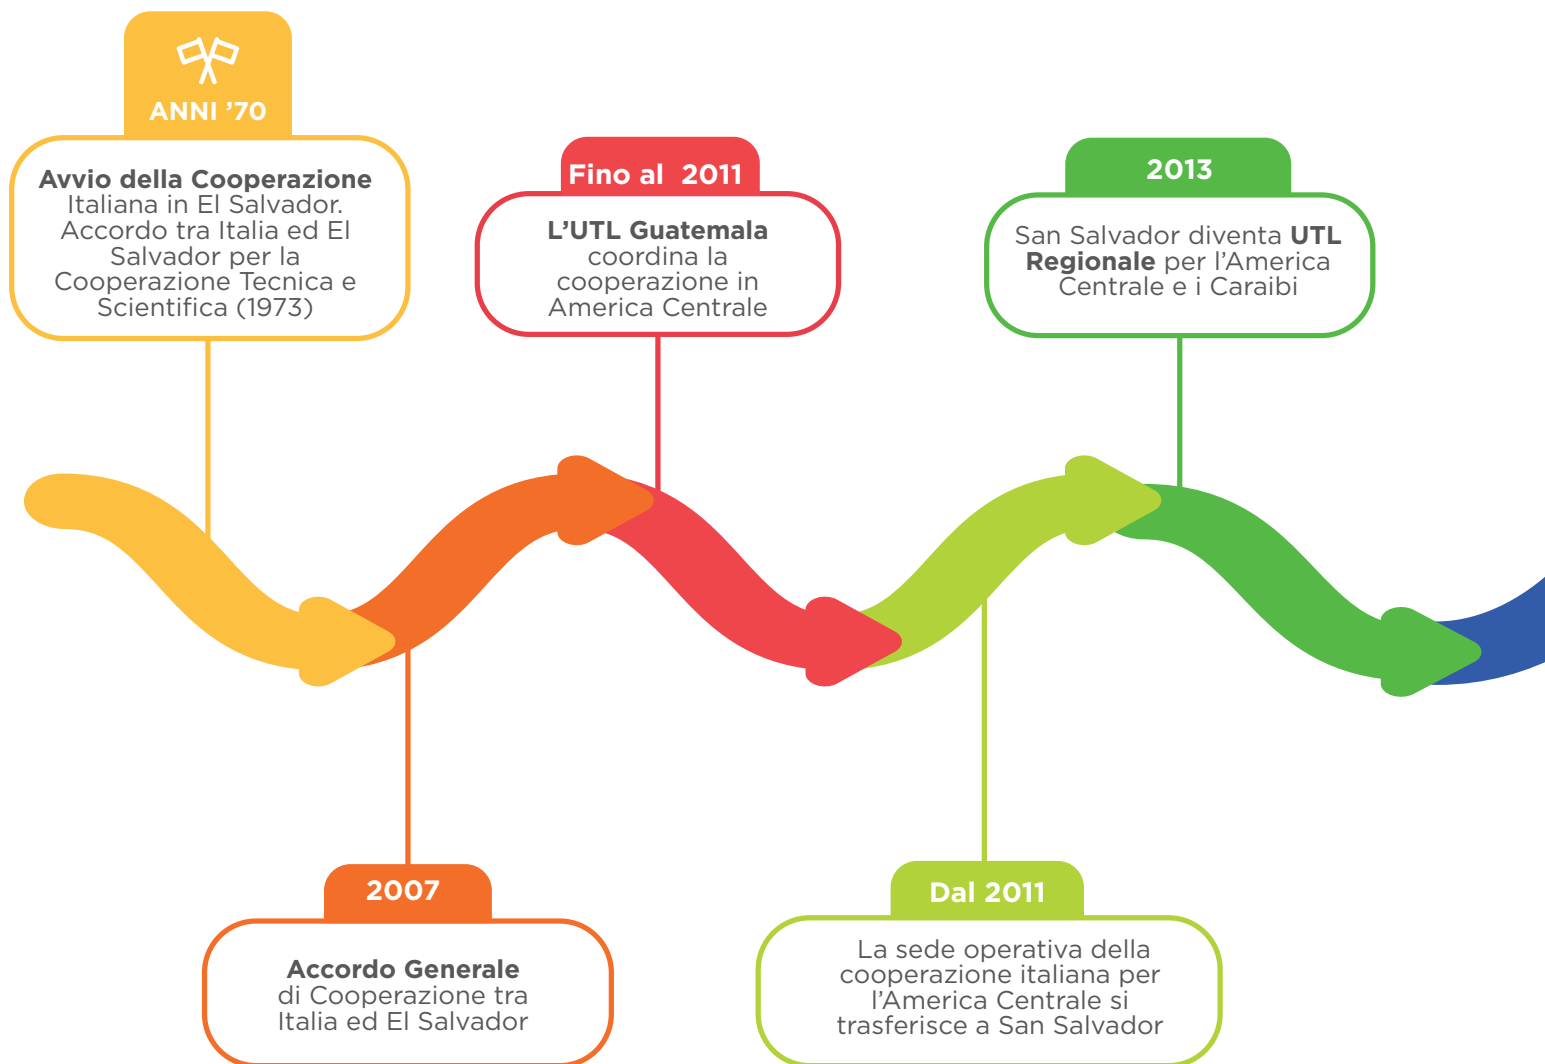 ANNI ’70
Avvio della Cooperazione
Italiana in El Salvador.
Accordo tra Italia ed El
Salvador per la
Cooperazione Tecnica e
Scientifica (1973)
2007
Accordo Generale
di Cooperazione tra
Italia ed El Salvador
Fino al 2011
L’UTL Guatemala
coordina la
cooperazione in
America Centrale
Dal 2011
La sede operativa della
cooperazione italiana per
l’America Centrale si
trasferisce a San Salvador
2013
San Salvador diventa UTL
Regionale per l’America
Centrale e i Caraibi